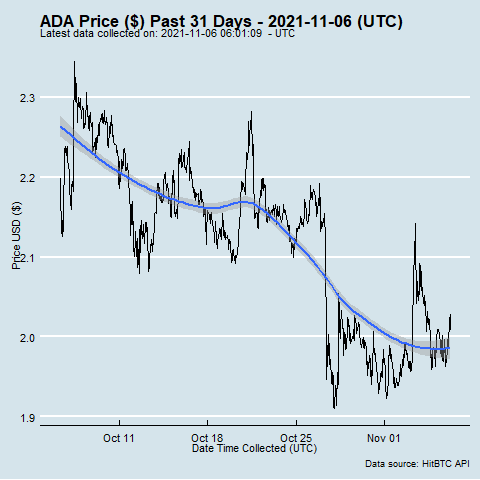 ADA Price ($) Past 31 Days - 2021-11-06 (UTC)
Latest data collected on: 2021-11-06 06:01:09  - UTC
Price USD ($)
2.3
2.2
2.1
2.0
1.9
Oct 11
Oct 18
Oct 25
Nov 01
Date Time Collected (UTC)
Data source: HitBTC API